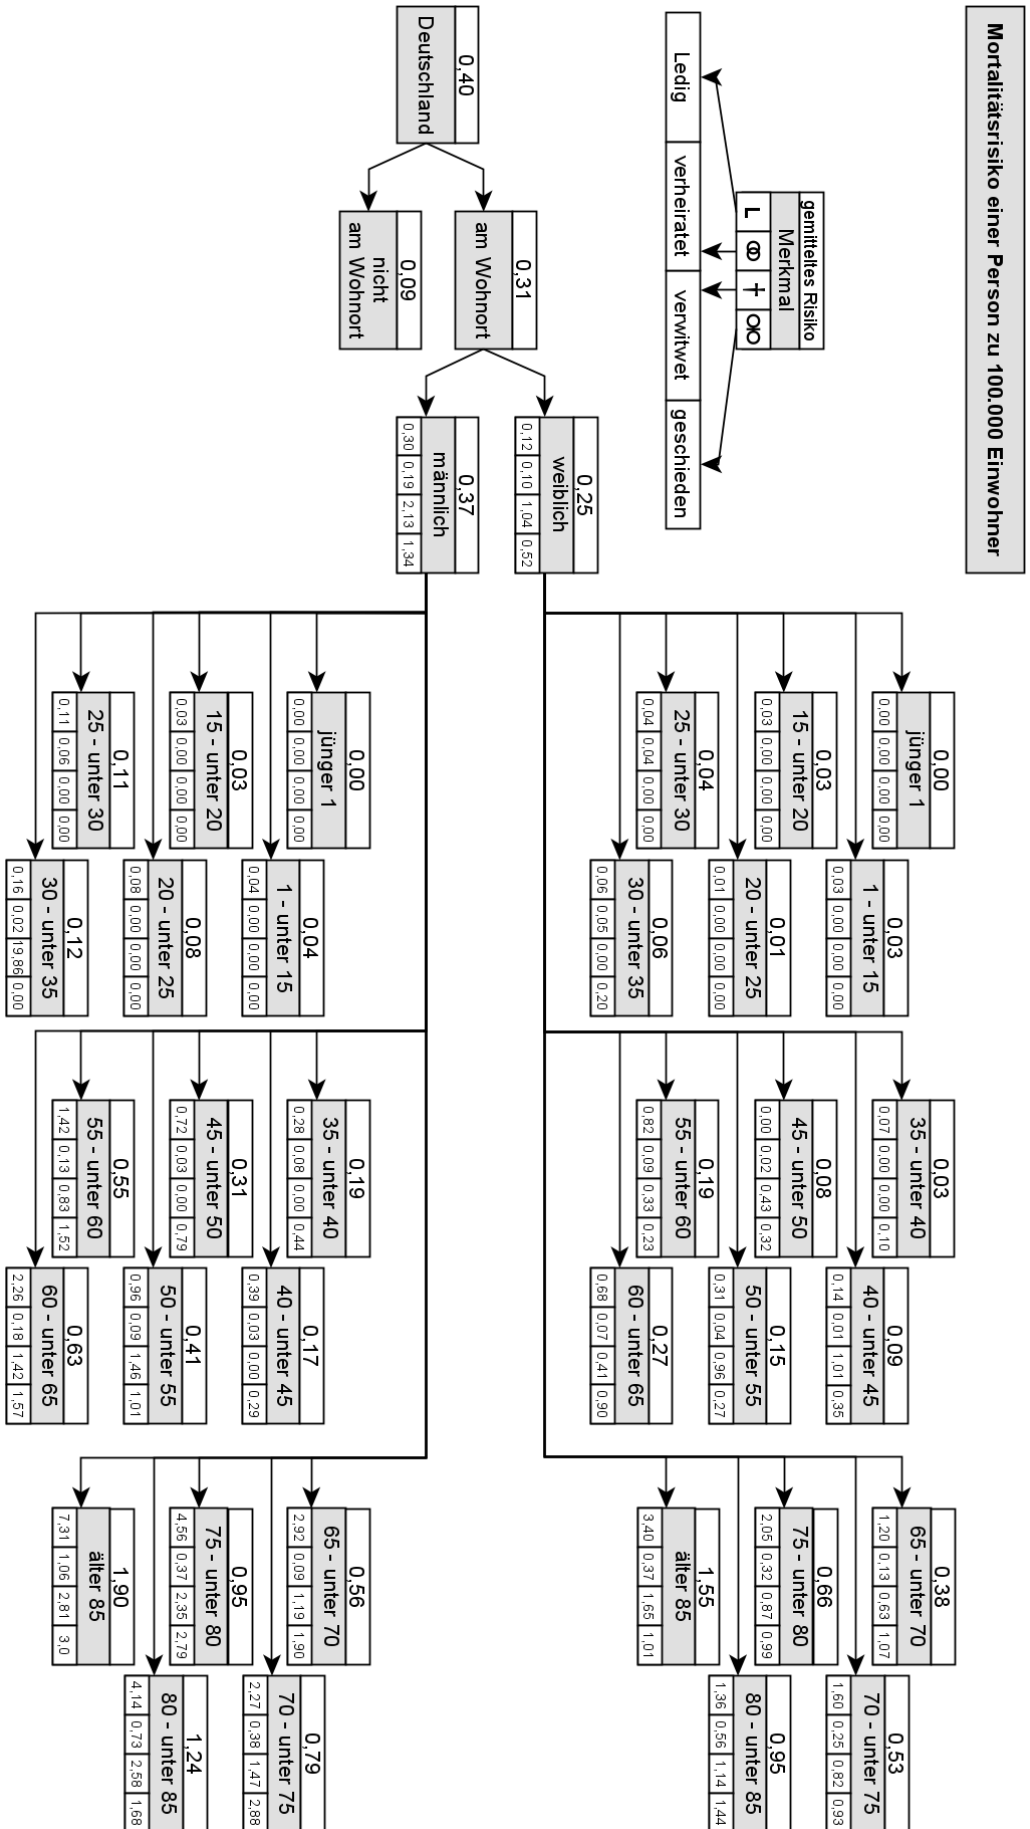 Mortalitätsrisiko einer Person zu 100.000 Einwohner
gemitteltes Risiko
Merkmal
L ⚭ † ⚮
Ledig verheiratet verwitwet geschieden
0,40
Deutschland
0,31
am Wohnort
0,09
nicht
am Wohnort
0,25
weiblich
0,12 0,10 1,04 0,52
0,37
männlich
0,30 0,19 2,13 1,34
0,00
jünger 1
0,00 0,00 0,00 0,00
0,03
1 - unter 15
0,03 0,00 0,00 0,00
0,03
15 - unter 20
0,03 0,00 0,00 0,00
0,01
20 - unter 25
0,01 0,00 0,00 0,00
0,04
25 - unter 30
0,04 0,04 0,00 0,00
0,06
30 - unter 35
0,06 0,05 0,00 0,20
0,03
35 - unter 40
0,07 0,00 0,00 0,10
0,09
40 - unter 45
0,14 0,01 1,01 0,35
0,08
45 - unter 50
0,00 0,02 0,43 0,32
0,15
50 - unter 55
0,31 0,04 0,96 0,27
0,19
55 - unter 60
0,82 0,09 0,33 0,23
0,27
60 - unter 65
0,68 0,07 0,41 0,90
0,38
65 - unter 70
1,20 0,13 0,63 1,07
0,53
70 - unter 75
1,60 0,25 0,82 0,93
0,66
75 - unter 80
2,05 0,32 0,87 0,99
0,95
80 - unter 85
1,36 0,56 1,14 1,44
1,55
älter 85
3,40 0,37 1,65 1,01
0,00
jünger 1
0,00 0,00 0,00 0,00
0,04
1 - unter 15
0,04 0,00 0,00 0,00
0,03
15 - unter 20
0,03 0,00 0,00 0,00
0,08
20 - unter 25
0,08 0,00 0,00 0,00
0,11
25 - unter 30
0,11 0,06 0,00 0,00
0,12
30 - unter 35
0,16 0,02 19,86 0,00
0,19
35 - unter 40
0,28 0,08 0,00 0,44
0,17
40 - unter 45
0,39 0,03 0,00 0,29
0,31
45 - unter 50
0,72 0,03 0,00 0,79
0,41
50 - unter 55
0,96 0,09 1,46 1,01
0,55
55 - unter 60
1,42 0,13 0,83 1,52
0,63
60 - unter 65
2,26 0,18 1,42 1,57
0,56
65 - unter 70
2,92 0,09 1,19 1,90
0,79
70 - unter 75
2,27 0,38 1,47 2,88
0,95
75 - unter 80
4,56 0,37 2,35 2,79
1,24
80 - unter 85
4,14 0,73 2,58 1,68
1,90
älter 85
7,31 1,06 2,81 3,0